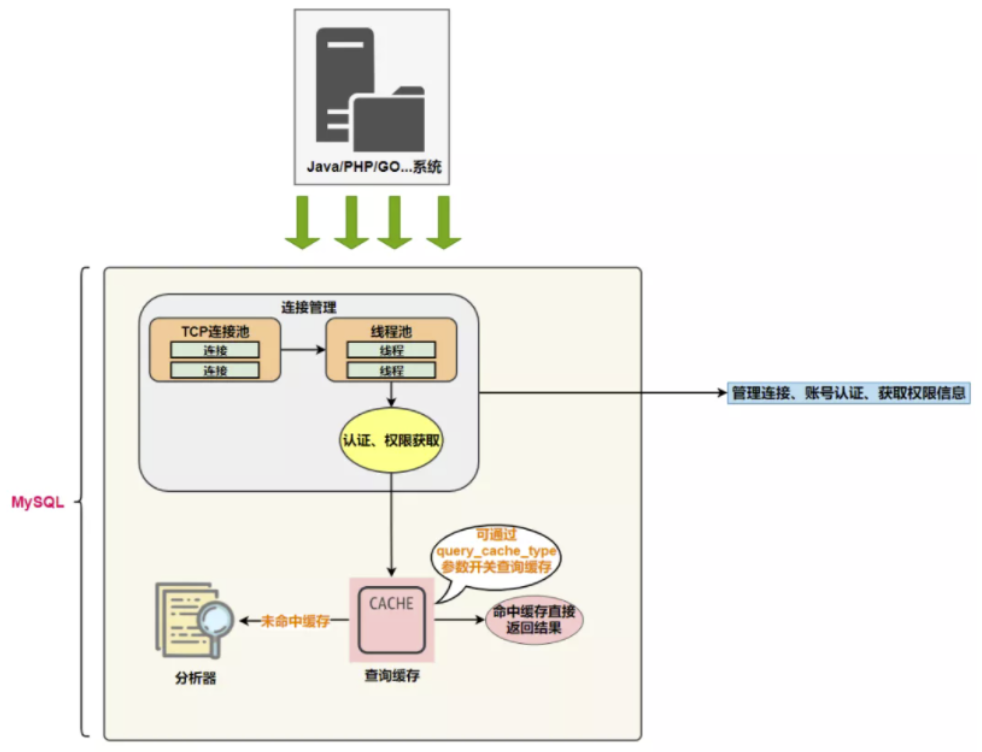 Java/PHP/GO...系统
连接管理
TCP连接池
连接
连接
线程池
线程
线程
认证、权限获取
管理连接、账号认证、获取权限信息
MySQL
可通过
query_cache_type
参数开关查询缓存
CACHE
查询缓存
命中缓存直接
返回结果
未命中缓存
分析器